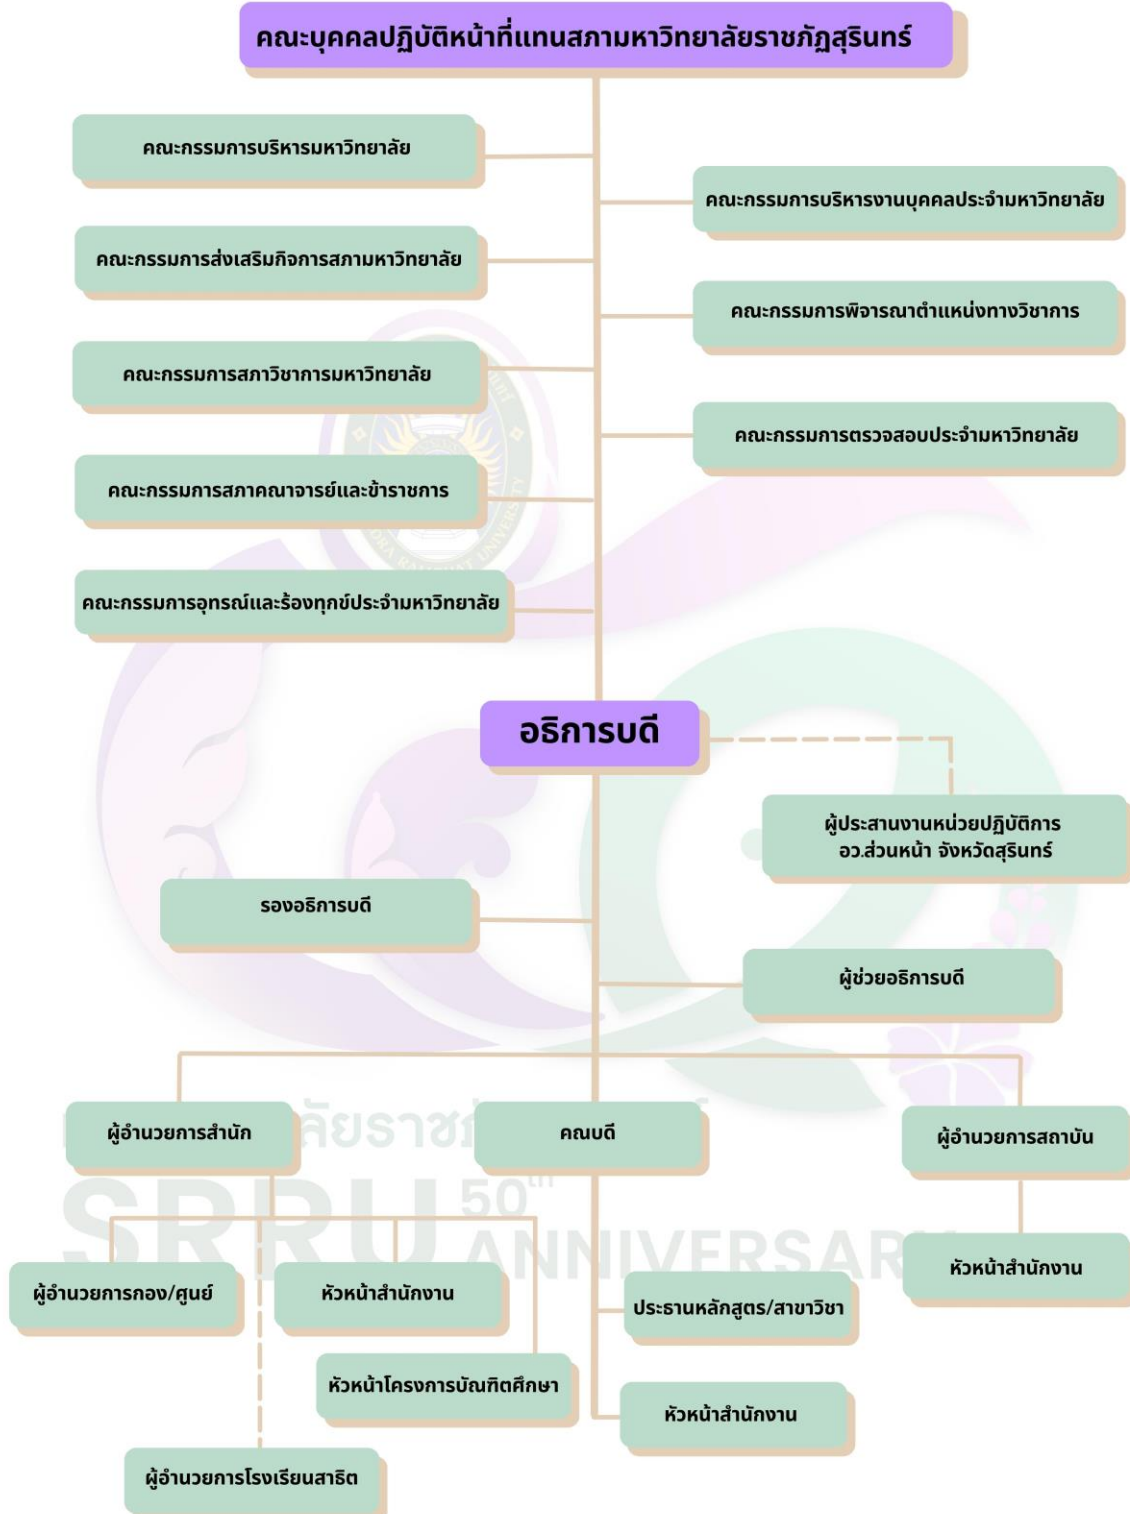 คณะบุคคลปฏิบัติหน้าที่แทนสภามหาวิทยาลัยราชภัฏสุรินทร์
คณะกรรมการบริหารมหาวิทยาลัย
คณะกรรมการบริหารงานบุคคลประจำมหาวิทยาลัย
คณะกรรมการส่งเสริมกิจการสภามหาวิทยาลัย
คณะกรรมการพิจารณาตำแหน่งทางวิชาการ
คณะกรรมการสภาวิชาการมหาวิทยาลัย
คณะกรรมการตรวจสอบประจำมหาวิทยาลัย
คณะกรรมการสภาคณาจารย์และข้าราชการ
คณะกรรมการอุทรณ์และร้องทุกข์ประจำมหาวิทยาลัย
อธิการบดี
ผู้ประสานงานหน่วยปฏิบัติการ
อว.ส่วนหน้า จังหวัดสุรินทร์
รองอธิการบดี
ผู้ช่วยอธิการบดี
ผู้อำนวยการสำนัก
คณบดี
ผู้อำนวยการสถาบัน
SRRU 50th
ANNIVERSARY
ผู้อำนวยการกอง/ศูนย์
หัวหน้าสำนักงาน
ประธานหลักสูตร/สาขาวิชา
หัวหน้าสำนักงาน
หัวหน้าโครงการบัณฑิตศึกษา
หัวหน้าสำนักงาน
ผู้อำนวยการโรงเรียนสาธิต